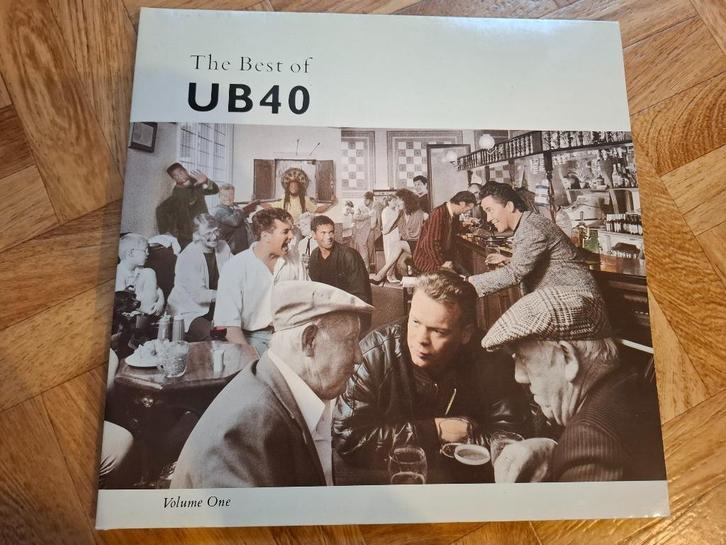 The Best of
UB40
Volume One